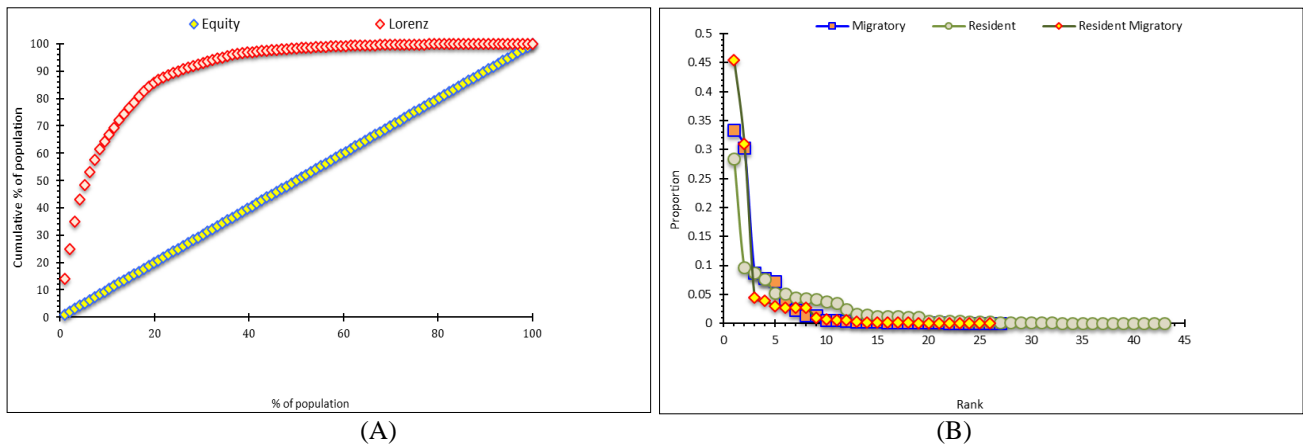 Equity Lorenz
100
90
80
70
60
50
40
30
20
10
0
0 20 40 60 80 100
Cumulative % of population
% of population
(A)
Migratory Resident Resident Migratory
0.5
0.45
0.4
0.35
0.3
0.25
0.2
0.15
0.1
0.05
0
0 5 10 15 20 25 30 35 40 45
Proportion
Rank
(B)